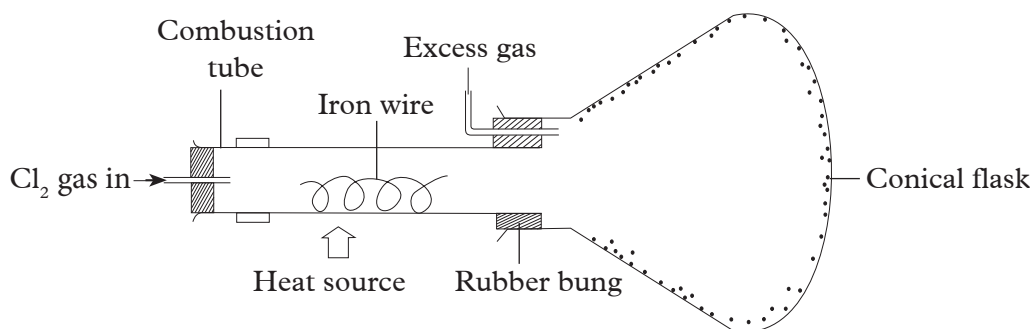 Combustion
tube
Excess gas
Iron wire
Cl₂ gas in
Conical flask
Heat source
Rubber bung